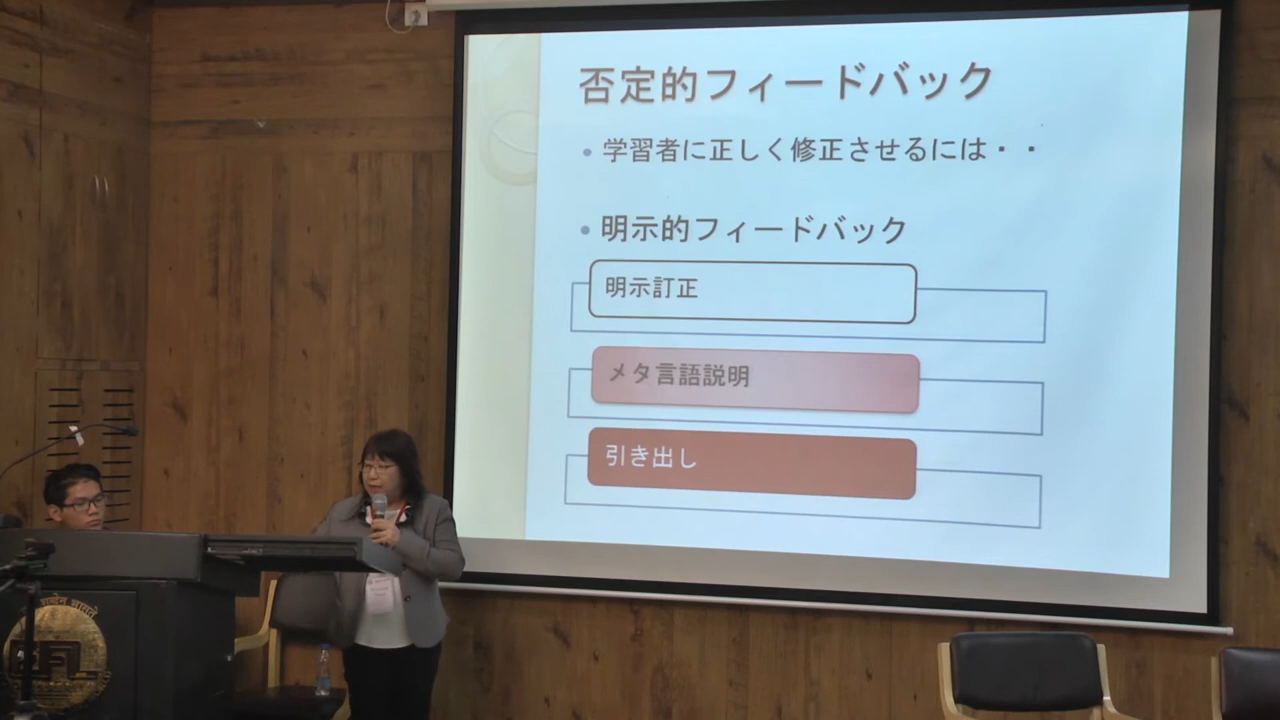 否定的フィードバック
学習者に正しく修正させるには・・
明示的フィードバック
明示訂正
メタ言語説明
引き出し